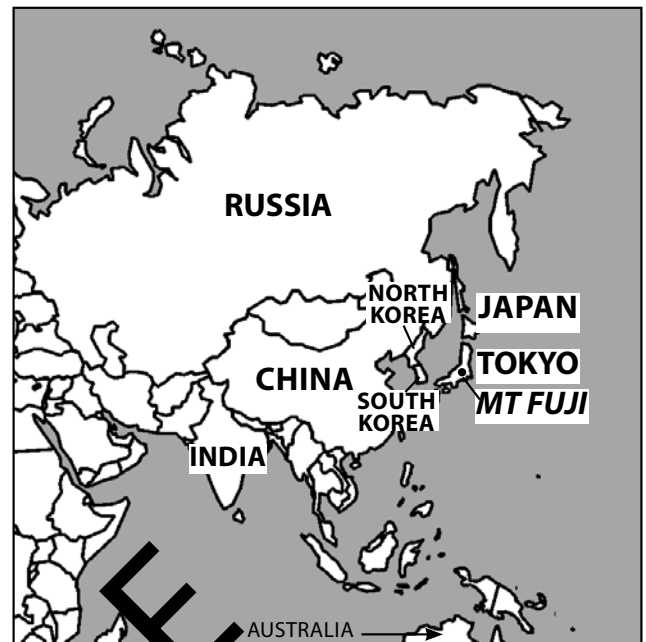 RUSSIA
NORTH
KOREA
JAPAN
CHINA
TOKYO
SOUTH
KOREA
MT FUJI
INDIA
E
AUSTRALIA